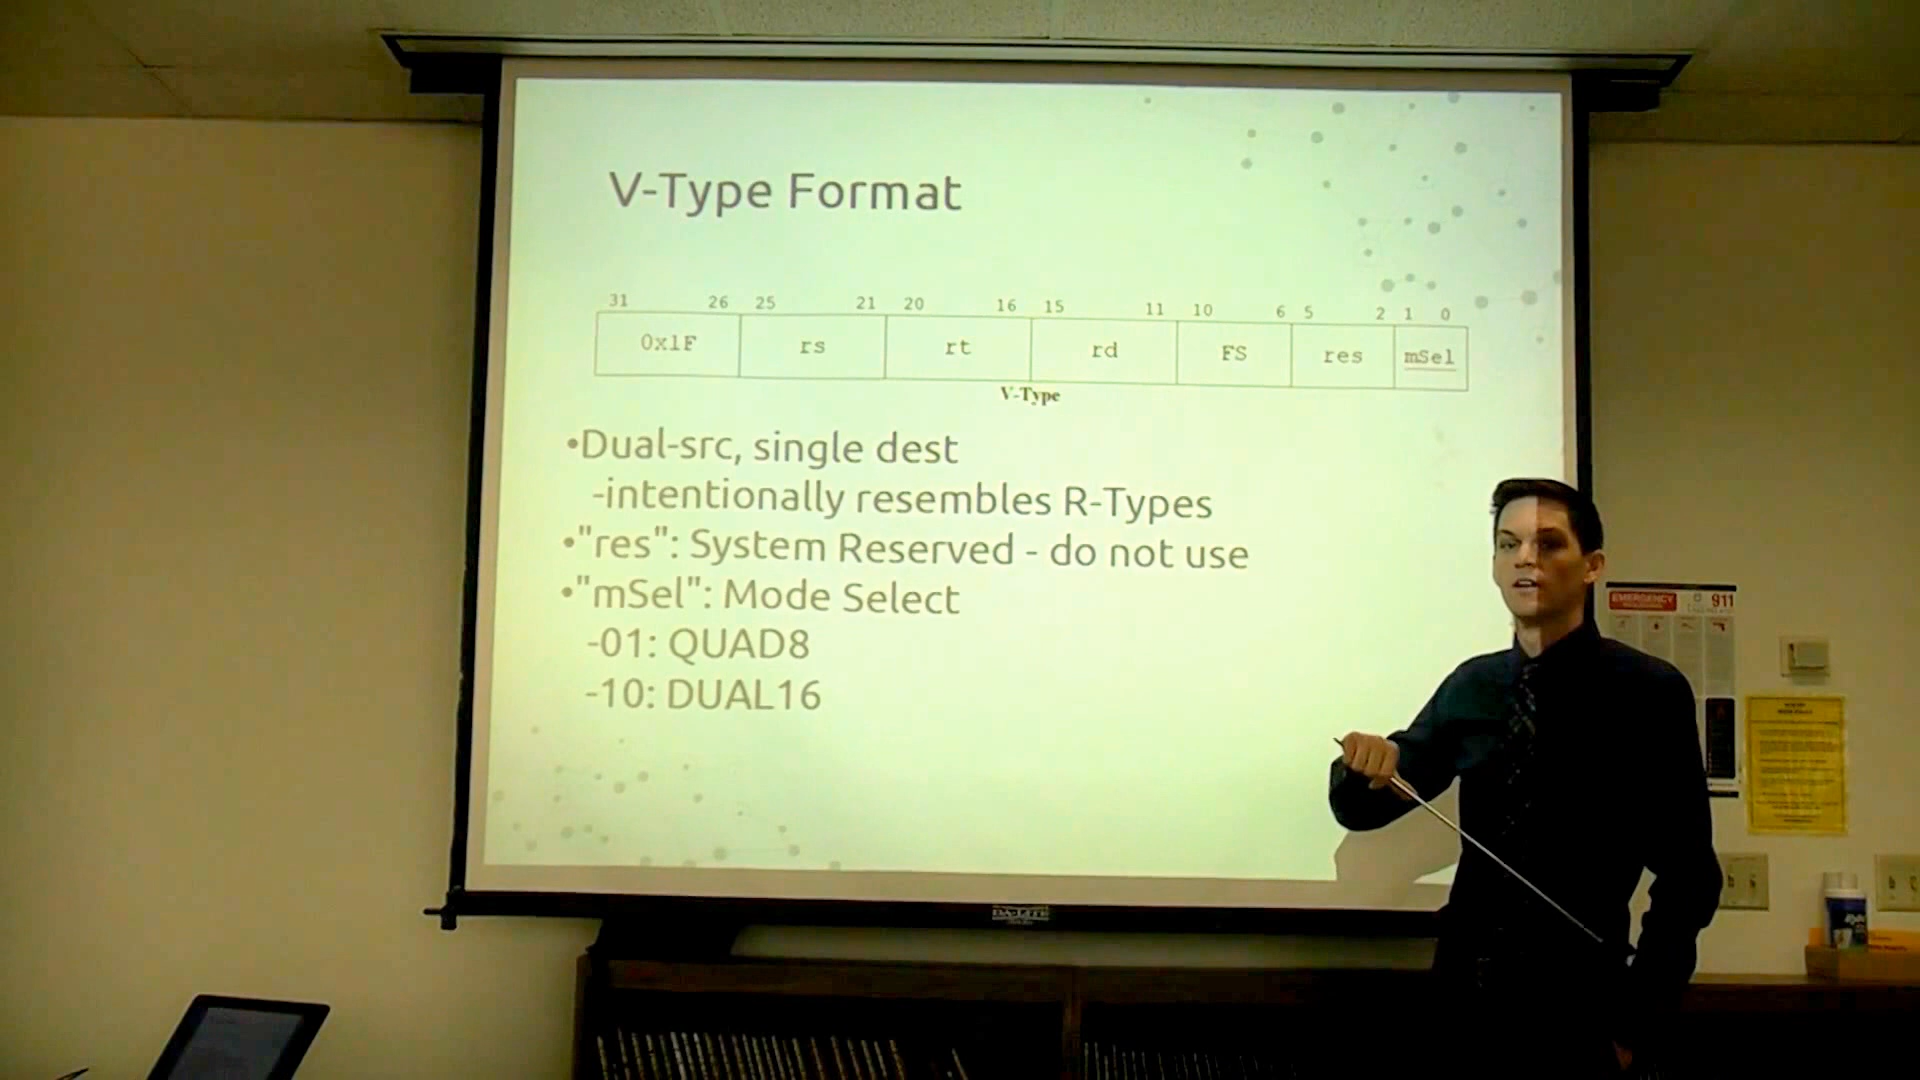 V-Type Format
31 26 25 21 20 16 15 11 10 6 5 2 1 0
0x1F rs rt rd FS res mSel
V-Type
•Dual-src, single dest
-intentionally resembles R-Types
•"res": System Reserved - do not use
•"mSel": Mode Select
-01: QUAD8
-10: DUAL16
EMERGENCY 911
DA-LITE